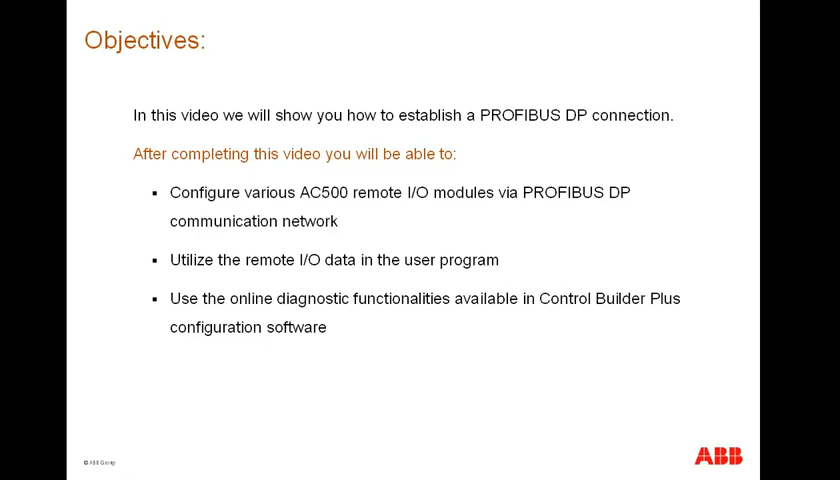 Objectives:
In this video we will show you how to establish a PROFIBUS DP connection.
After completing this video you will be able to:
▪ Configure various AC500 remote I/O modules via PROFIBUS DP
communication network
▪ Utilize the remote I/O data in the user program
▪ Use the online diagnostic functionalities available in Control Builder Plus
configuration software
© ABB Group
ABB